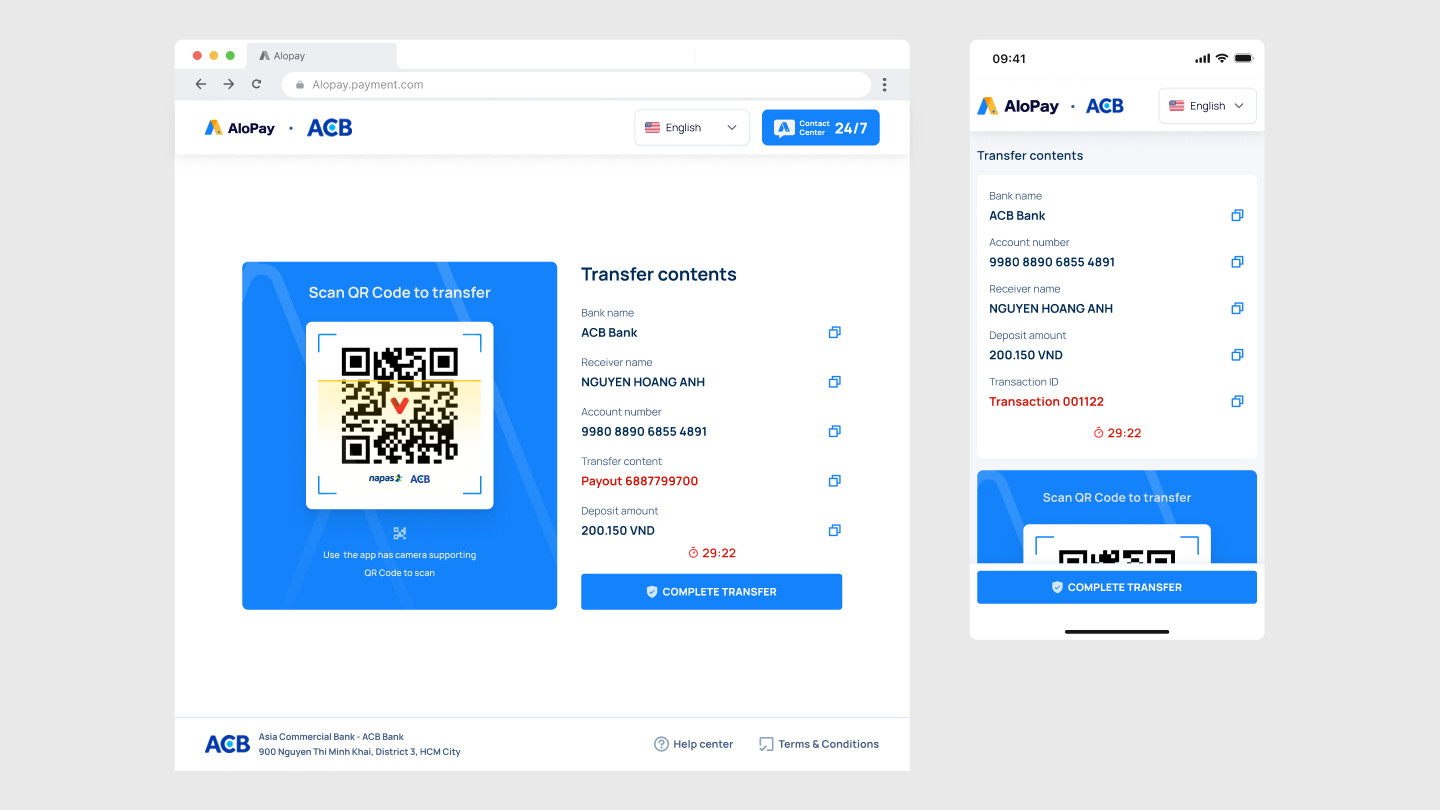 Alopay
Alopay.payment.com
AloPay • ACB
English
Contact Center 24/7
Scan QR Code to transfer
napas ACB
Use the app has camera supporting
QR Code to scan
Transfer contents
Bank name
ACB Bank
Receiver name
NGUYEN HOANG ANH
Account number
9980 8890 6855 4891
Transfer content
Payout 6887799700
Deposit amount
200.150 VND
29:22
COMPLETE TRANSFER
ACB
Asia Commercial Bank - ACB Bank
900 Nguyen Thi Minh Khai, District 3, HCM City
Help center
Terms & Conditions
09:41
AloPay • ACB
English
Transfer contents
Bank name
ACB Bank
Account number
9980 8890 6855 4891
Receiver name
NGUYEN HOANG ANH
Deposit amount
200.150 VND
Transaction ID
Transaction 001122
29:22
Scan QR Code to transfer
COMPLETE TRANSFER